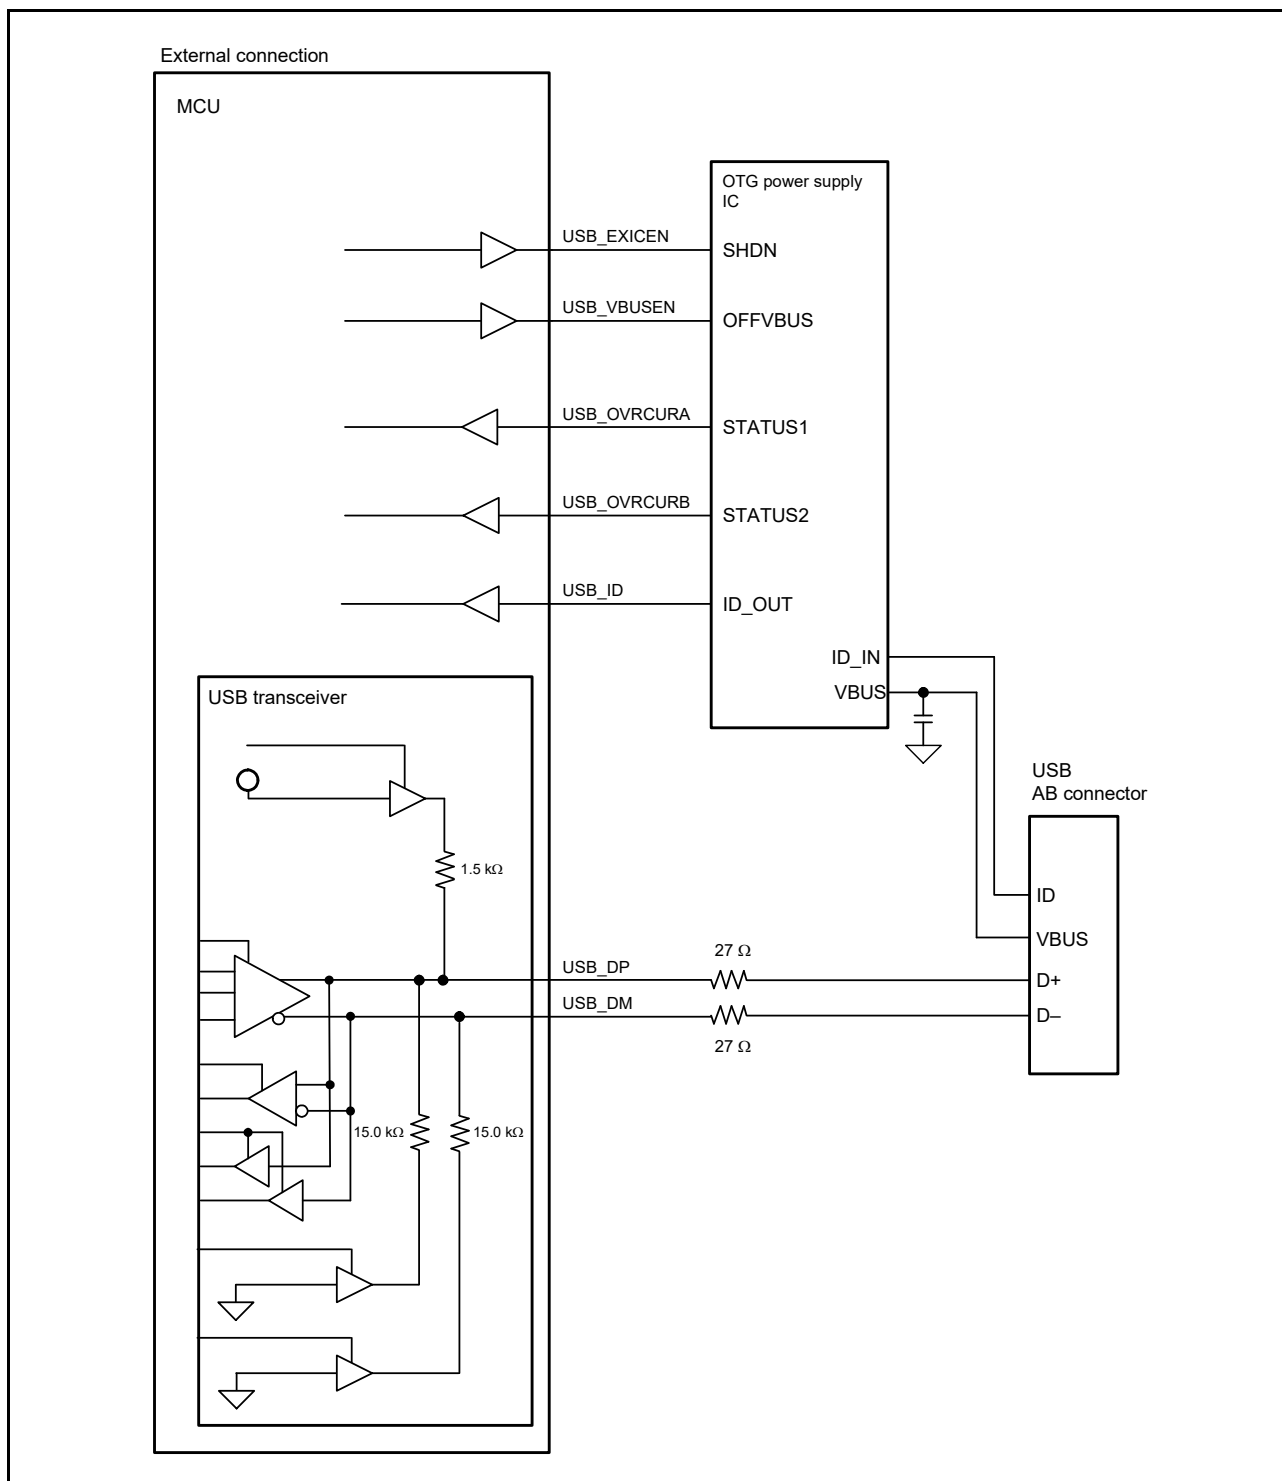 External connection
MCU
OTG power supply
IC
USB_EXICEN
SHDN
USB_VBUSEN
OFFVBUS
USB_OVRCURA
STATUS1
USB_OVRCURB
STATUS2
USB_ID
ID_OUT
ID_IN
VBUS
USB transceiver
USB
AB connector
1.5 kΩ
ID
VBUS
27 Ω
USB_DP
D+
USB_DM
D–
27 Ω
15.0 kΩ
15.0 kΩ